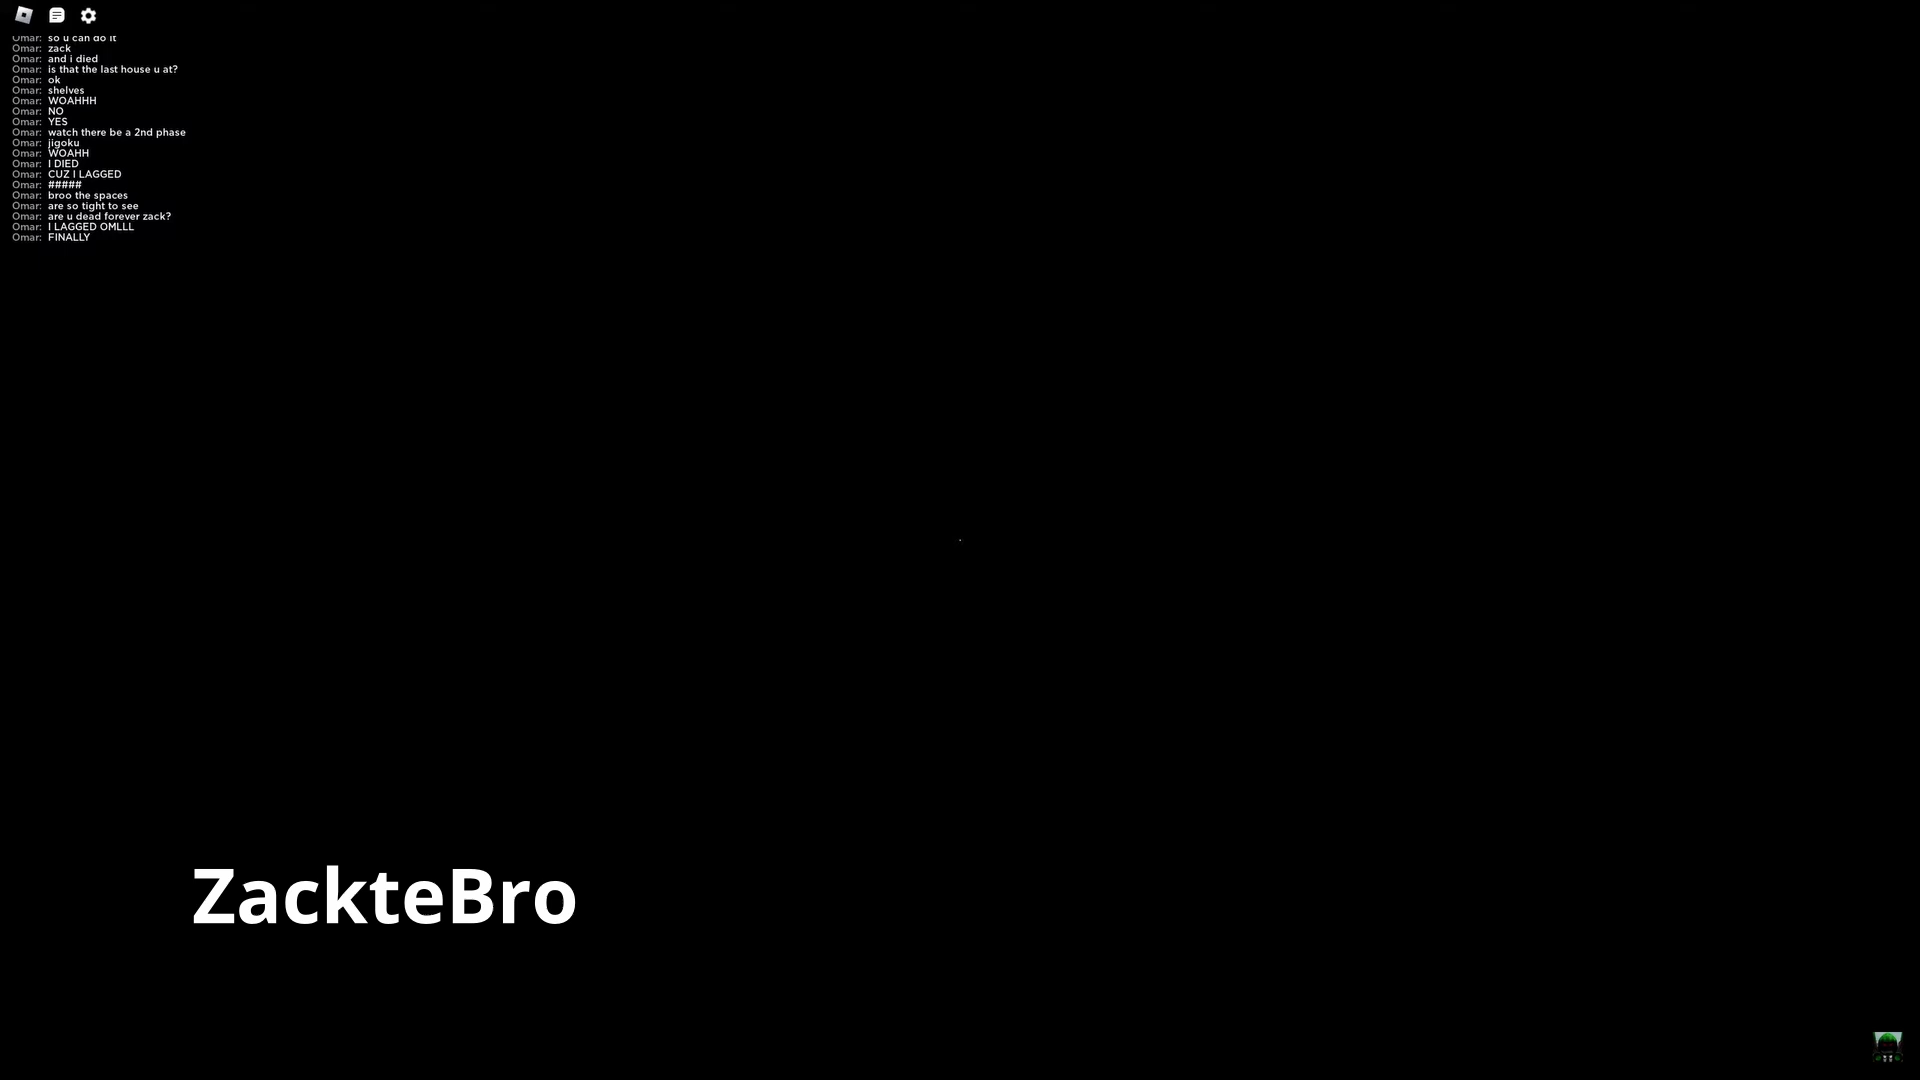 Omar: so u can do it
Omar: zack
Omar: and i died
Omar: is that the last house u at?
Omar: ok
Omar: shelves
Omar: WOAHHH
Omar: NO
Omar: YES
Omar: watch there be a 2nd phase
Omar: jigoku
Omar: WOAHH
Omar: I DIED
Omar: CUZ I LAGGED
Omar: #####
Omar: broo the spaces
Omar: are so tight to see
Omar: are u dead forever zack?
Omar: I LAGGED OMLLL
Omar: FINALLY
ZackteBro